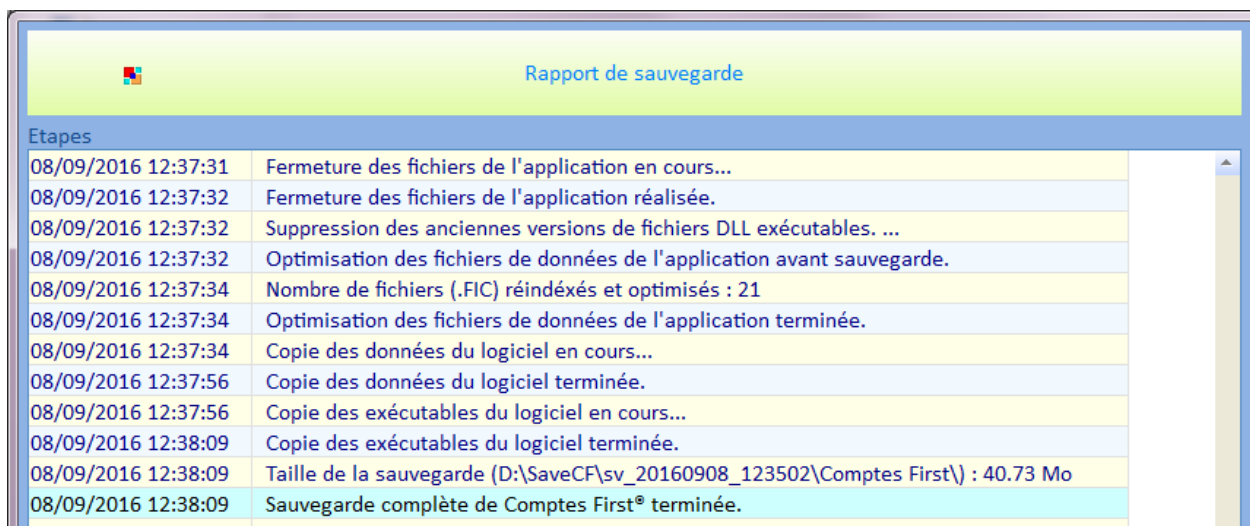 Rapport de sauvegarde
Etapes
08/09/2016 12:37:31 Fermeture des fichiers de l'application en cours...
08/09/2016 12:37:32 Fermeture des fichiers de l'application réalisée.
08/09/2016 12:37:32 Suppression des anciennes versions de fichiers DLL exécutables. ...
08/09/2016 12:37:32 Optimisation des fichiers de données de l'application avant sauvegarde.
08/09/2016 12:37:34 Nombre de fichiers (.FIC) réindéxés et optimisés : 21
08/09/2016 12:37:34 Optimisation des fichiers de données de l'application terminée.
08/09/2016 12:37:34 Copie des données du logiciel en cours...
08/09/2016 12:37:56 Copie des données du logiciel terminée.
08/09/2016 12:37:56 Copie des exécutables du logiciel en cours...
08/09/2016 12:38:09 Copie des exécutables du logiciel terminée.
08/09/2016 12:38:09 Taille de la sauvegarde (D:\SaveCF\sv_20160908_123502\Comptes First\) : 40.73 Mo
08/09/2016 12:38:09 Sauvegarde complète de Comptes First® terminée.